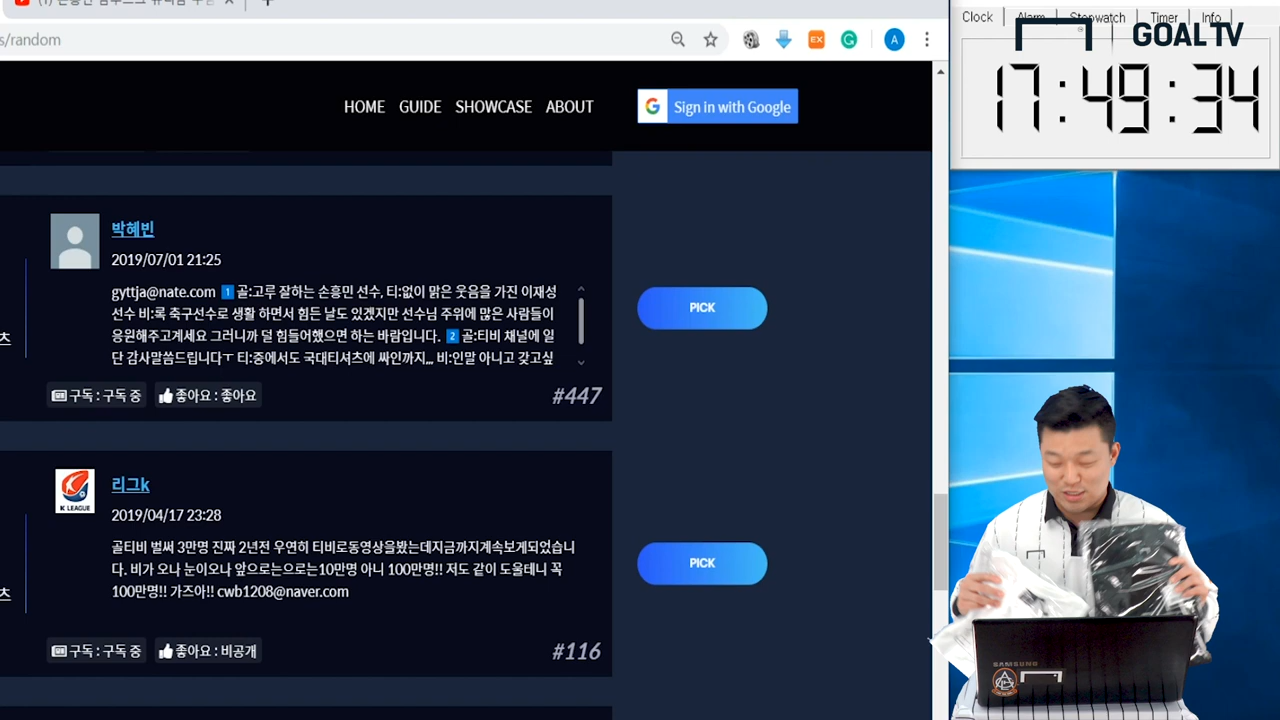 s/random
EX
A
HOME GUIDE SHOWCASE ABOUT
Sign in with Google
박혜빈
2019/07/01 21:25
gyttja@nate.com 1 골:고루 잘하는 손흥민 선수, 티:없이 맑은 웃음을 가진 이재성
선수 비:록 축구선수로 생활 하면서 힘든 날도 있겠지만 선수님 주위에 많은 사람들이
응원해주고계세요 그러니까 덜 힘들어했으면 하는 바람입니다. 2 골:티비 채널에 일
단 감사말씀드립니다ㅜ 티:중에서도 국대티셔츠에 싸인까지,,, 비:인말 아니고 갖고싶
구독 : 구독 중 좋아요 : 좋아요
#447
PICK
츠
리그k
K LEAGUE
2019/04/17 23:28
골티비 벌써 3만명 진짜 2년전 우연히 티비로동영상을봤는데지금까지계속보게되었습니
다. 비가 오나 눈이오나 앞으로는으로는10만명 아니 100만명!! 저도 같이 도울테니 꼭
100만명!! 가즈아!! cwb1208@naver.com
구독 : 구독 중 좋아요 : 비공개
#116
PICK
츠
Clock Alarm Stopwatch Timer Info
GOAL TV
17:49:34
SAMSUNG